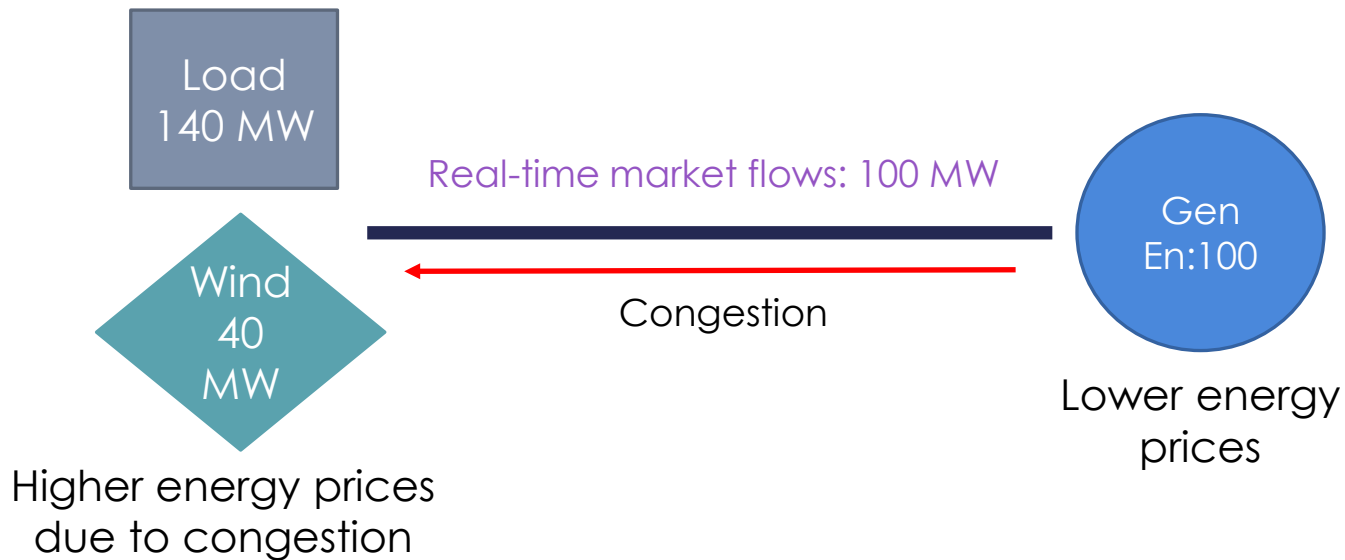 Load
140 MW
Real-time market flows: 100 MW
Gen
En:100
Wind
40
MW
Congestion
Lower energy
prices
Higher energy prices
due to congestion